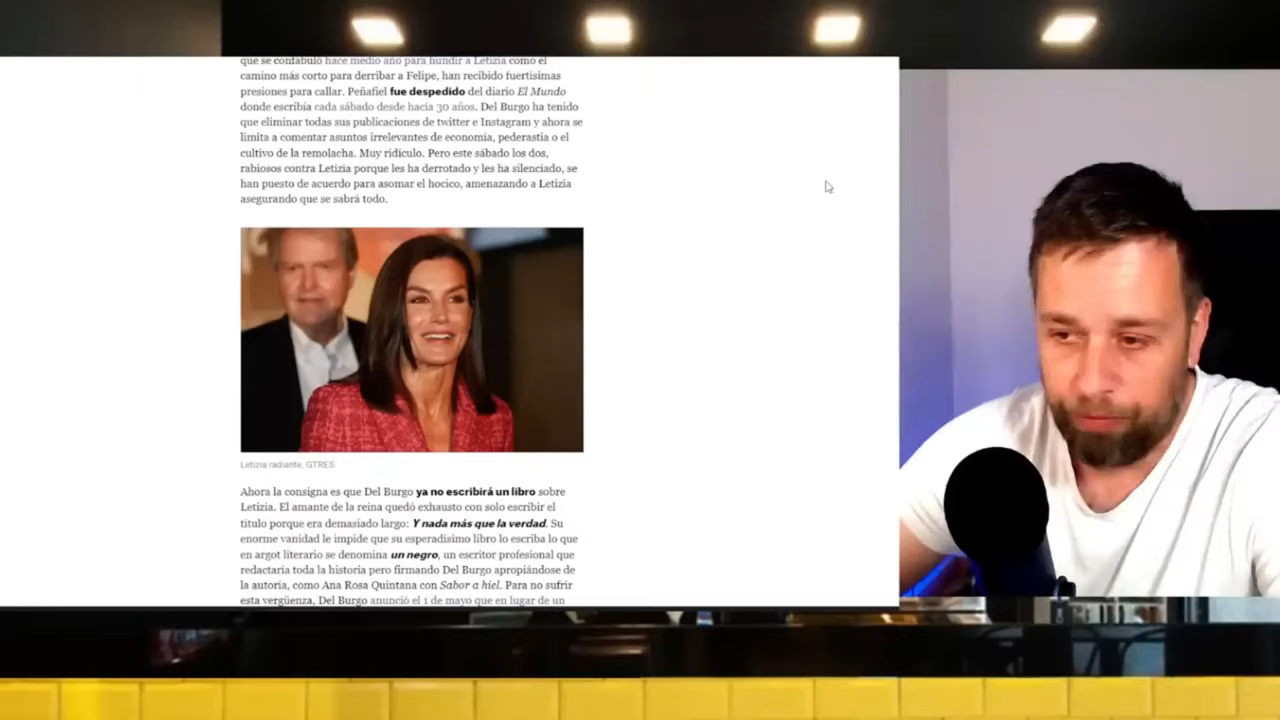 que se confabuló hace medio año para hundir a Letizia como el
camino más corto para derribar a Felipe, han recibido fuertísimas
presiones para callar. Peñafiel fue despedido del diario El Mundo
donde escribía cada sábado desde hacía 30 años. Del Burgo ha tenido
que eliminar todas sus publicaciones de twitter e Instagram y ahora se
limita a comentar asuntos irrelevantes de economía, pederastia o el
cultivo de la remolacha. Muy ridículo. Pero este sábado los dos,
rabiosos contra Letizia porque les ha derrotado y les ha silenciado, se
han puesto de acuerdo para asomar el hocico, amenazando a Letizia
asegurando que se sabrá todo.
Letizia radiante, GTRES
Ahora la consigna es que Del Burgo ya no escribirá un libro sobre
Letizia. El amante de la reina quedó exhausto con solo escribir el
título porque era demasiado largo: Y nada más que la verdad. Su
enorme vanidad le impide que su esperadísimo libro lo escriba lo que
en argot literario se denomina un negro, un escritor profesional que
redactaría toda la historia pero firmando Del Burgo apropiándose de
la autoría, como Ana Rosa Quintana con Sabor a hiel. Para no sufrir
esta vergüenza, Del Burgo anunció el 1 de mayo que en lugar de un